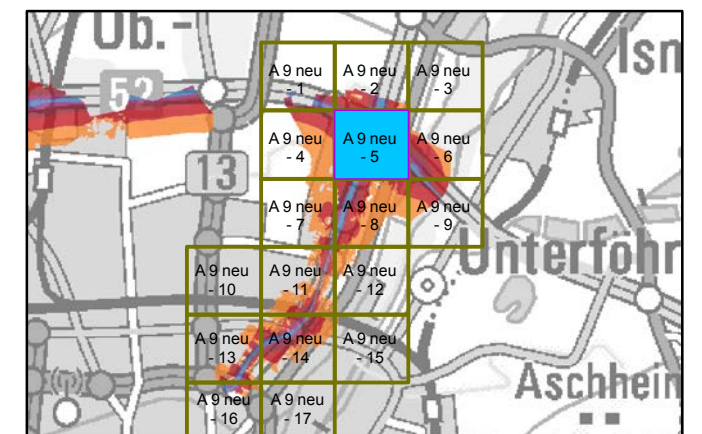 Ob.-
Isn
52
A 9 neu
- 1
A 9 neu
- 2
A 9 neu
- 3
A 9 neu
- 4
A 9 neu
- 5
A 9 neu
- 6
13
A 9 neu
- 7
A 9 neu
- 8
A 9 neu
- 9
Unterföhr
A 9 neu
- 10
A 9 neu
- 11
A 9 neu
- 12
A 9 neu
- 13
A 9 neu
- 14
A 9 neu
- 15
Aschhein
A 9 neu
- 16
A 9 neu
- 17